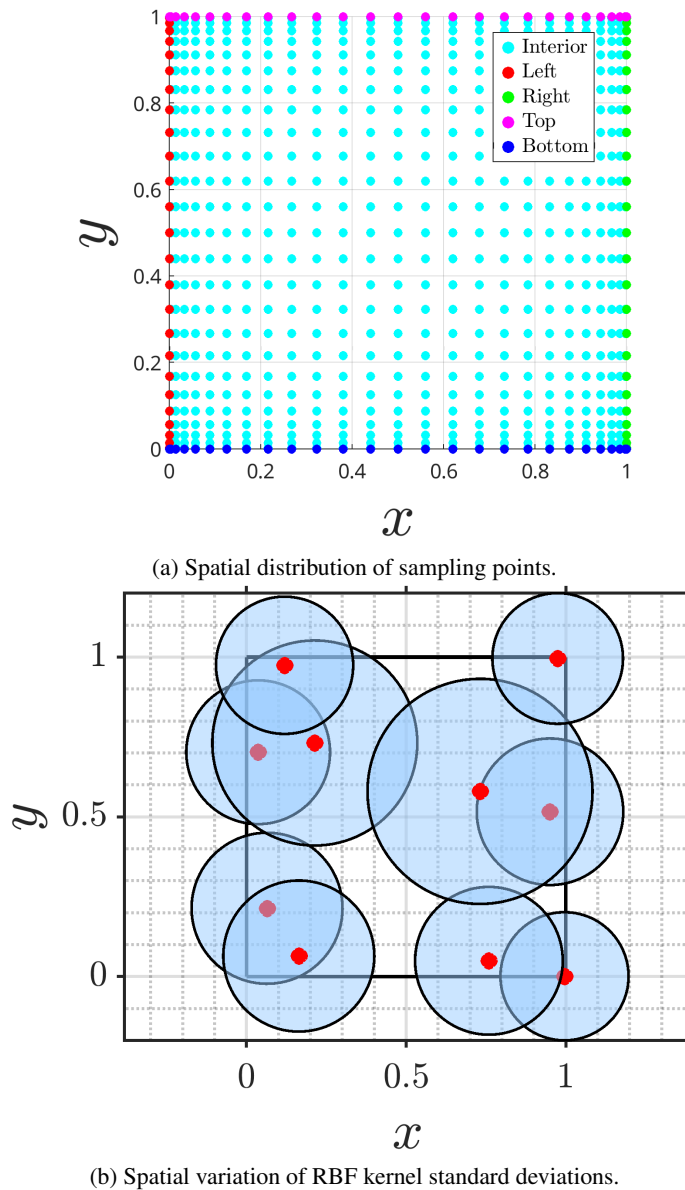 1
0.8
0.6
0.4
0.2
0
y
Interior
Left
Right
Top
Bottom
0 0.2 0.4 0.6 0.8 1
x
(a) Spatial distribution of sampling points.
1
0.5
0
y
0 0.5 1
x
(b) Spatial variation of RBF kernel standard deviations.